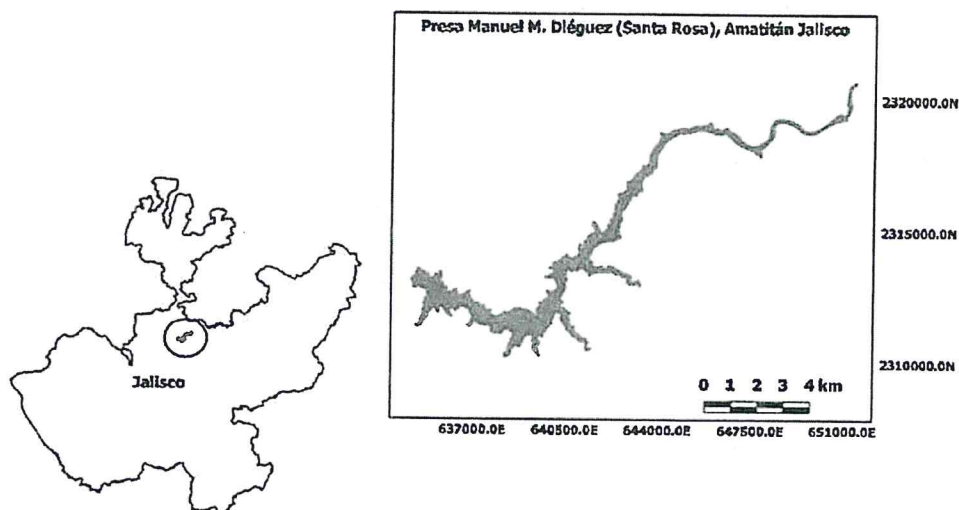 Presa Manuel M. Diéguez (Santa Rosa), Amatitán Jalisco
2320000.0N
2315000.0N
2310000.0N
Jalisco
0 1 2 3 4 km
637000.0E 640500.0E 644000.0E 647500.0E 651000.0E